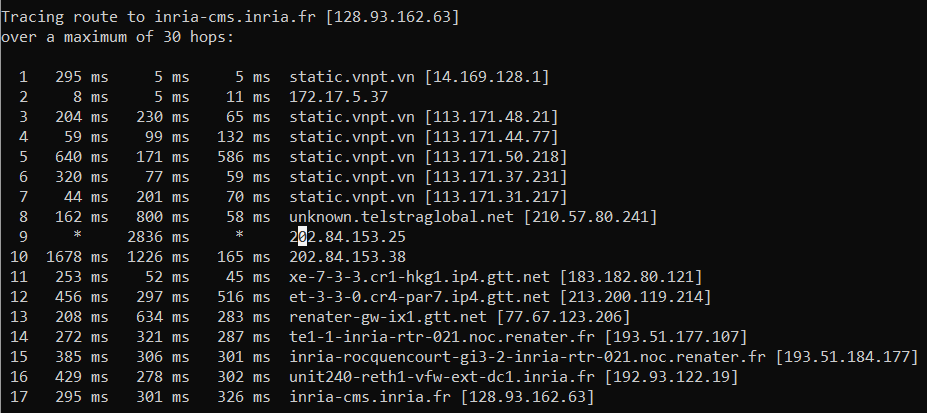 Tracing route to inria-cms.inria.fr [128.93.162.63]
over a maximum of 30 hops:
1 295 ms 5 ms 5 ms static.vnpt.vn [14.169.128.1]
2 8 ms 5 ms 11 ms 172.17.5.37
3 204 ms 230 ms 65 ms static.vnpt.vn [113.171.48.21]
4 59 ms 99 ms 132 ms static.vnpt.vn [113.171.44.77]
5 640 ms 171 ms 586 ms static.vnpt.vn [113.171.50.218]
6 320 ms 77 ms 59 ms static.vnpt.vn [113.171.37.231]
7 44 ms 201 ms 70 ms static.vnpt.vn [113.171.31.217]
8 162 ms 800 ms 58 ms unknown.telstraglobal.net [210.57.80.241]
9 * 2836 ms * 202.84.153.25
10 1678 ms 1226 ms 165 ms 202.84.153.38
11 253 ms 52 ms 45 ms xe-7-3-3.cr1-hkg1.ip4.gtt.net [183.182.80.121]
12 456 ms 297 ms 516 ms et-3-3-0.cr4-par7.ip4.gtt.net [213.200.119.214]
13 208 ms 634 ms 283 ms renater-gw-ix1.gtt.net [77.67.123.206]
14 272 ms 321 ms 287 ms te1-1-inria-rtr-021.noc.renater.fr [193.51.177.107]
15 385 ms 306 ms 301 ms inria-rocquencourt-gi3-2-inria-rtr-021.noc.renater.fr [193.51.184.177]
16 429 ms 278 ms 302 ms unit240-reth1-vfw-ext-dc1.inria.fr [192.93.122.19]
17 295 ms 301 ms 326 ms inria-cms.inria.fr [128.93.162.63]